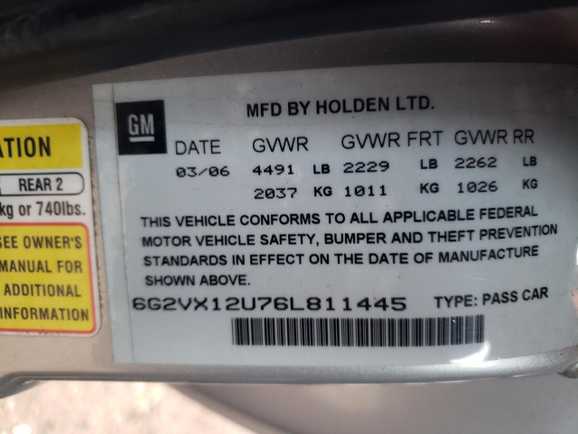 GM
MFD BY HOLDEN LTD.
DATE GVWR GVWR FRT GVWR RR
03/06 4491 LB 2229 LB 2262 LB
2037 KG 1011 KG 1026 KG
THIS VEHICLE CONFORMS TO ALL APPLICABLE FEDERAL
MOTOR VEHICLE SAFETY, BUMPER AND THEFT PREVENTION
STANDARDS IN EFFECT ON THE DATE OF MANUFACTURE
SHOWN ABOVE.
6G2VX12U76L811445 TYPE: PASS CAR
ATION
REAR 2
kg or 740lbs.
SEE OWNER'S
MANUAL FOR
ADDITIONAL
INFORMATION